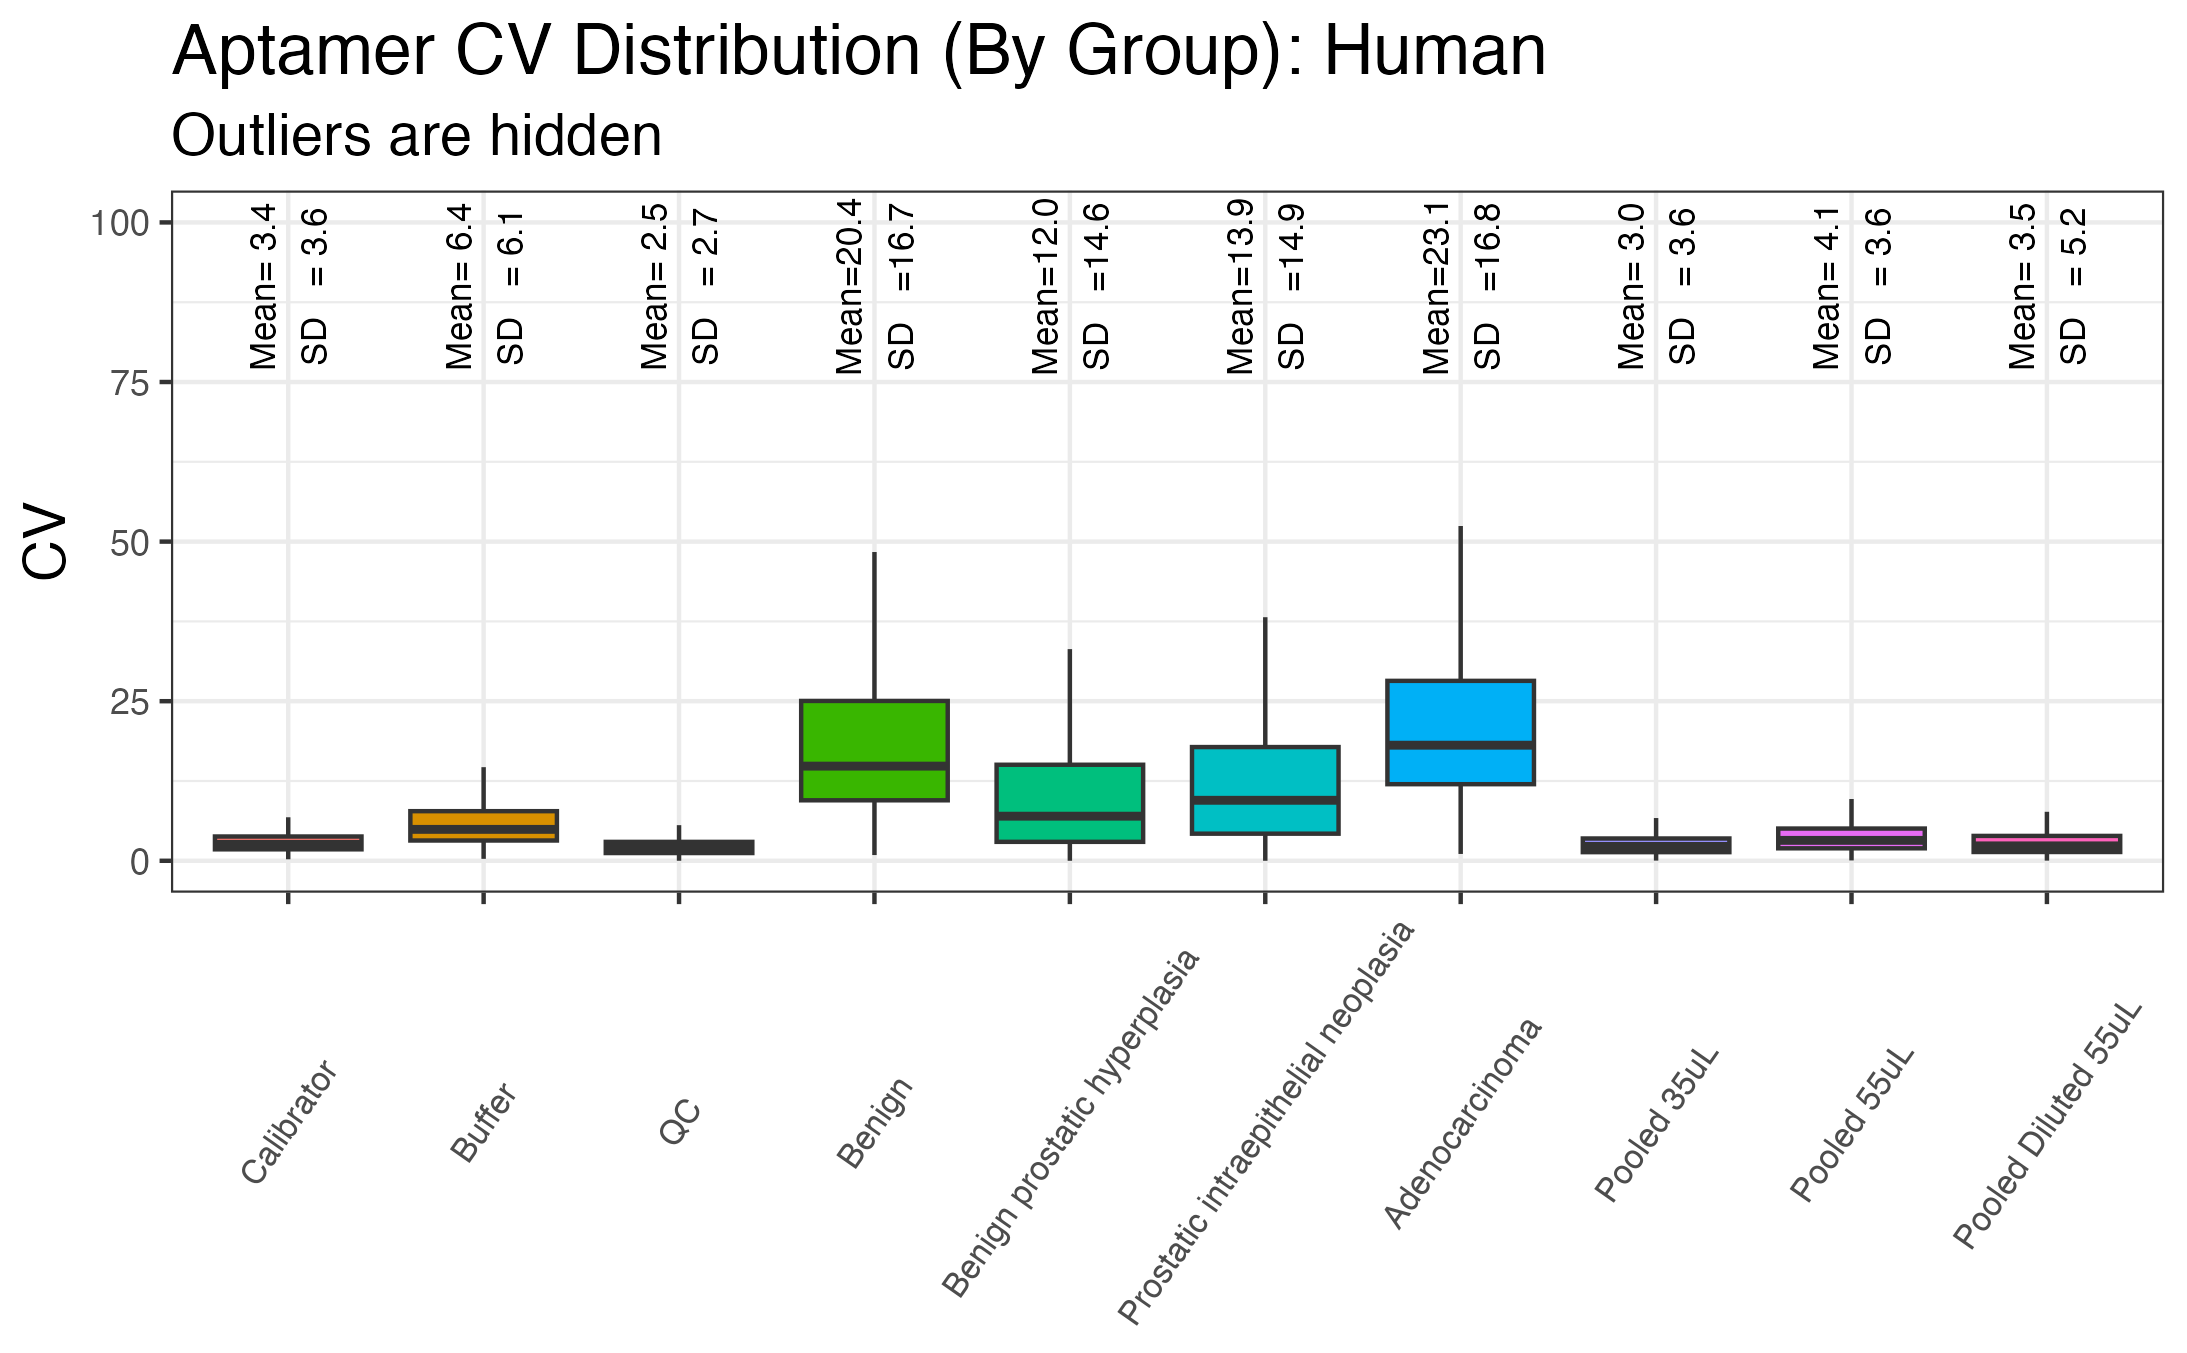 Aptamer CV Distribution (By Group): Human
Outliers are hidden
CV
100
75
50
25
0
Mean= 3.4
SD = 3.6
Mean= 6.4
SD = 6.1
Mean= 2.5
SD = 2.7
Mean=20.4
SD =16.7
Mean=12.0
SD =14.6
Mean=13.9
SD =14.9
Mean=23.1
SD =16.8
Mean= 3.0
SD = 3.6
Mean= 4.1
SD = 3.6
Mean= 3.5
SD = 5.2
Calibrator
Buffer
QC
Benign
Benign prostatic hyperplasia
Prostatic intraepithelial neoplasia
Adenocarcinoma
Pooled 35uL
Pooled 55uL
Pooled Diluted 55uL